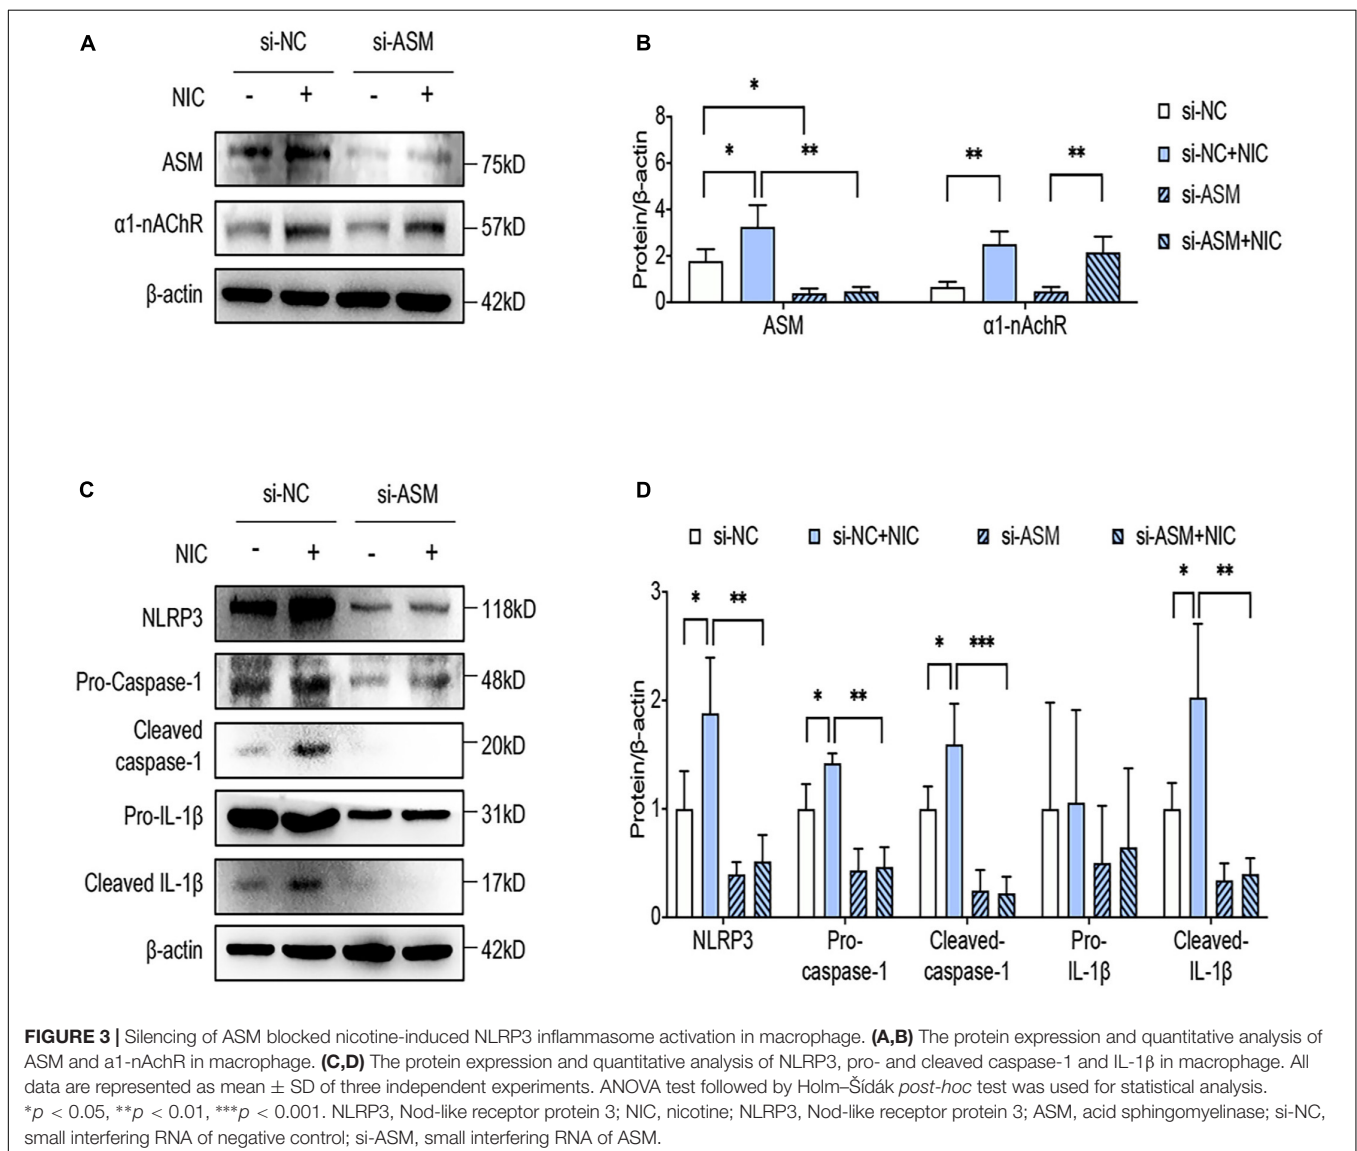 A
si-NC si-ASM
NIC - + - +
ASM 75kD
α1-nAchR 57kD
β-actin 42kD
B
Protein/β-actin
8
6
4
2
0
* * **
** **
ASM α1-nAchR
si-NC
si-NC+NIC
si-ASM
si-ASM+NIC
C
si-NC si-ASM
NIC - + - +
NLRP3 118kD
Pro-Caspase-1 48kD
Cleaved
caspase-1 20kD
Pro-IL-1β 31kD
Cleaved IL-1β 17kD
β-actin 42kD
D
si-NC si-NC+NIC si-ASM si-ASM+NIC
Protein/β-actin
3
2
1
0
* ** * ** * *** * **
NLRP3 Pro- Cleaved- Pro- Cleaved-
caspase-1 caspase-1 IL-1β IL-1β
FIGURE 3 | Silencing of ASM blocked nicotine-induced NLRP3 inflammasome activation in macrophage. (A,B) The protein expression and quantitative analysis of
ASM and a1-nAchR in macrophage. (C,D) The protein expression and quantitative analysis of NLRP3, pro- and cleaved caspase-1 and IL-1β in macrophage. All
data are represented as mean ± SD of three independent experiments. ANOVA test followed by Holm–Šídák post-hoc test was used for statistical analysis.
*p < 0.05, **p < 0.01, ***p < 0.001. NLRP3, Nod-like receptor protein 3; NIC, nicotine; NLRP3, Nod-like receptor protein 3; ASM, acid sphingomyelinase; si-NC,
small interfering RNA of negative control; si-ASM, small interfering RNA of ASM.